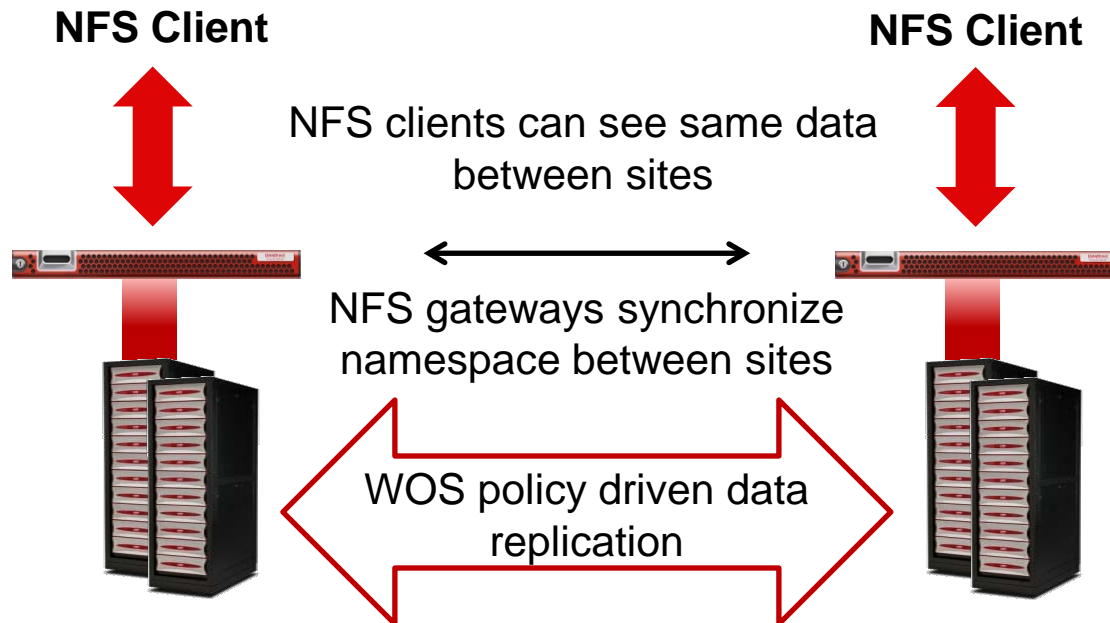 NFS Client
NFS Client
NFS clients can see same data
between sites
NFS gateways synchronize
namespace between sites
WOS policy driven data
replication